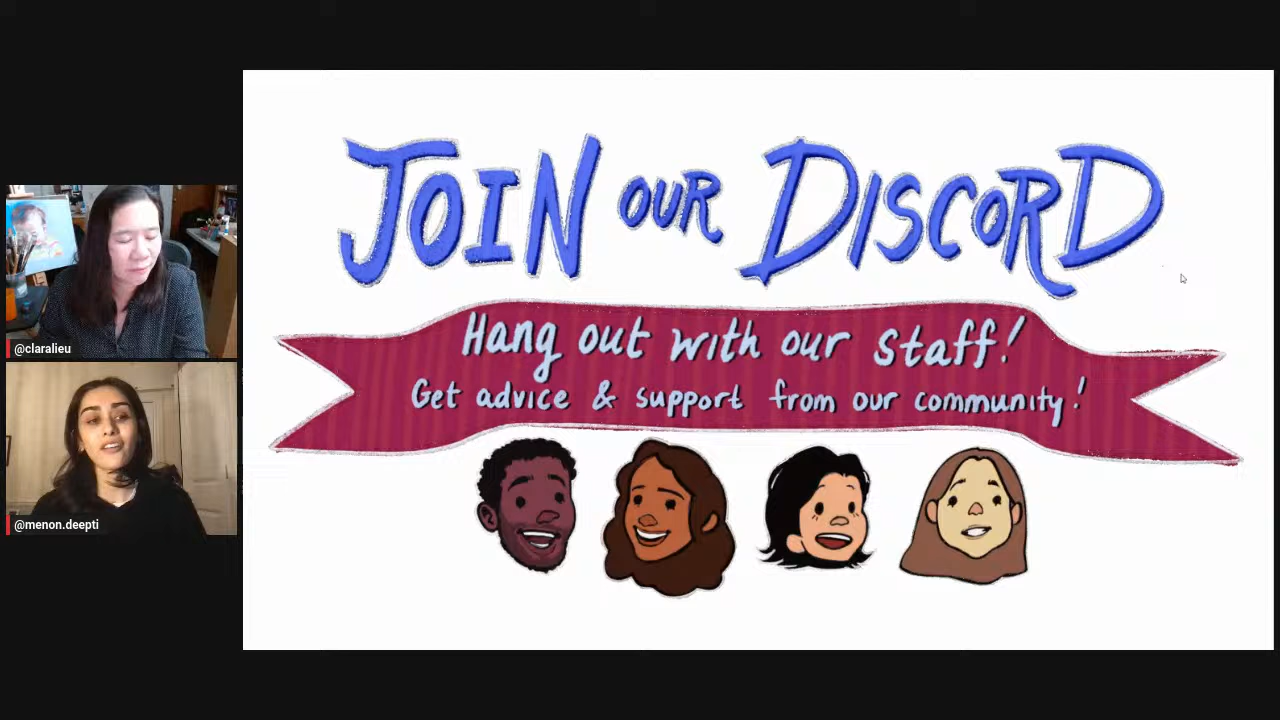 JOIN OUR DISCORD
Hang out with our staff!
Get advice & support from our community!
@claralieu
@menon.deepti